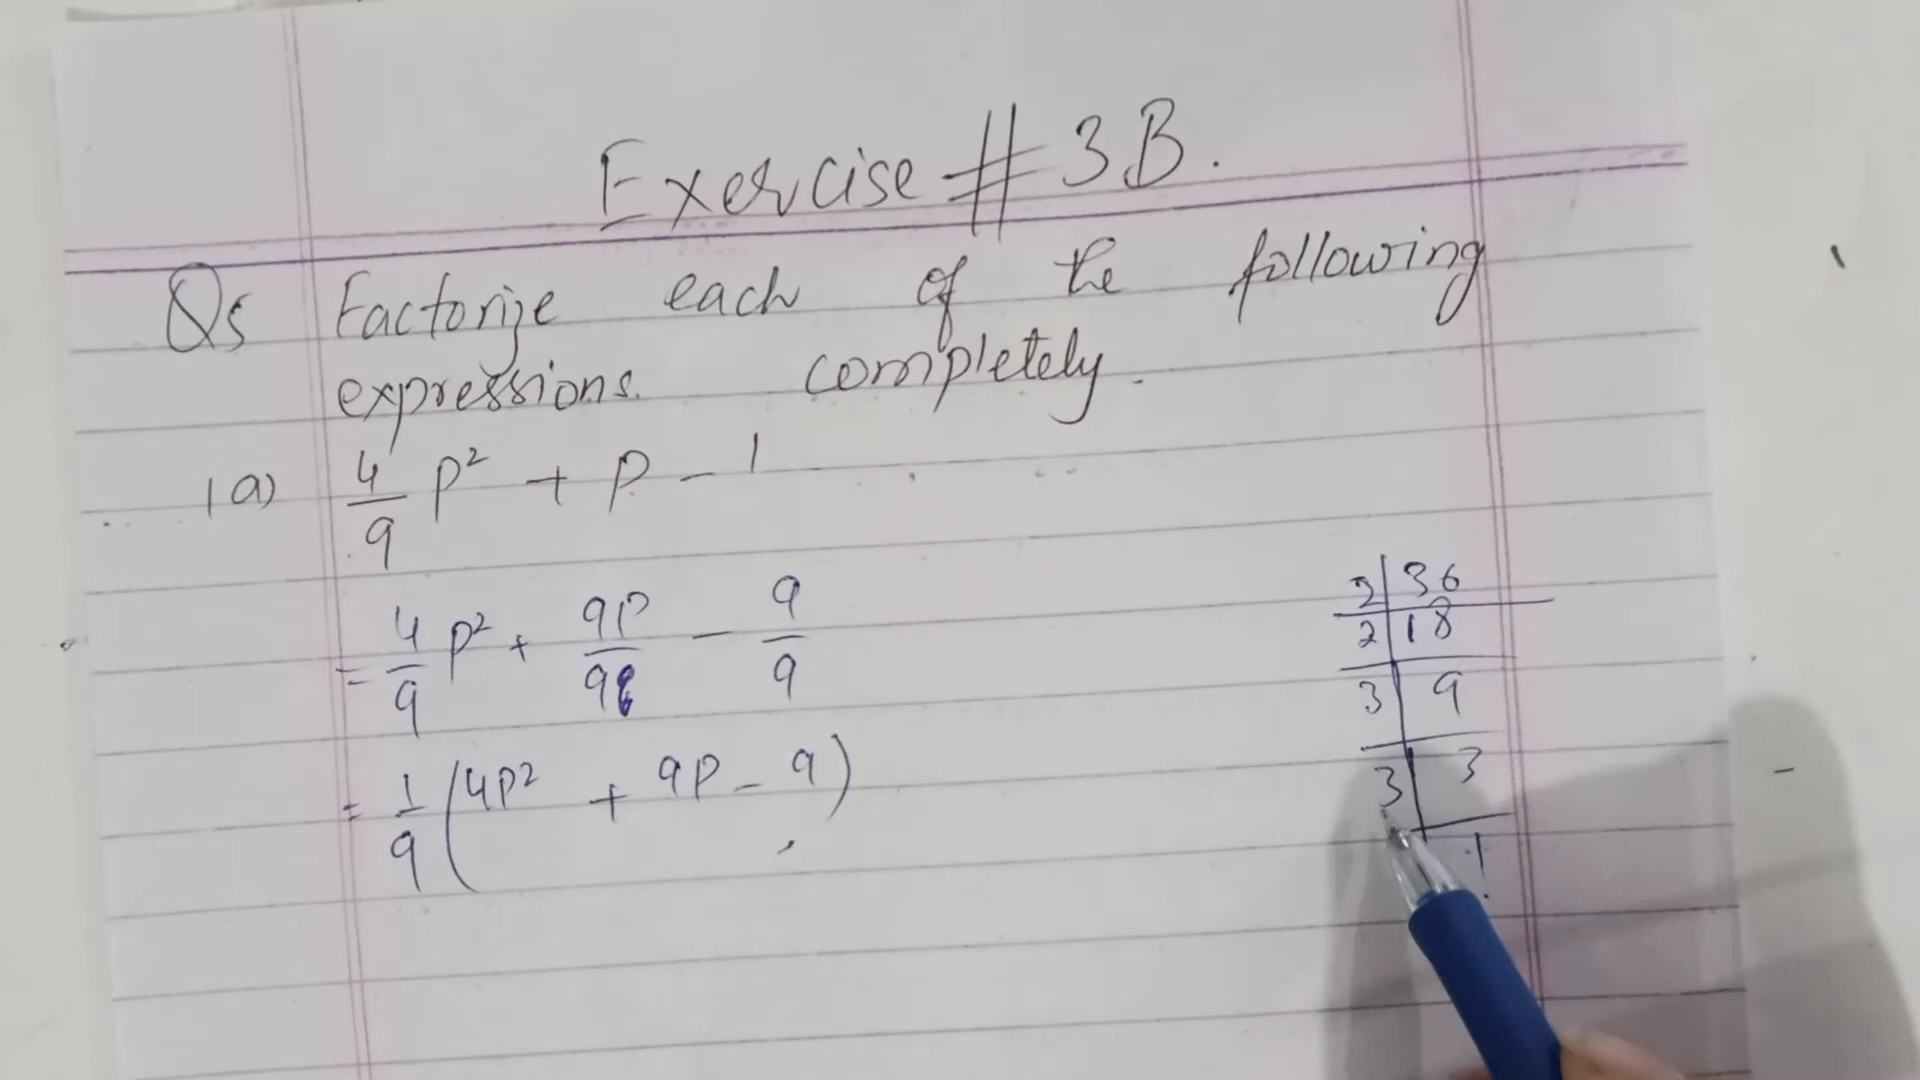 Exercise # 3B.
Q5 Factorize each of the following
expressions. completely.
(a) 4/9 p² + p - 1
= 4/9 p² + 9p/9 - 9/9
= 1/9 (4p² + 9p - 9)
2 | 36
2 | 18
3 | 9
3 | 3
1